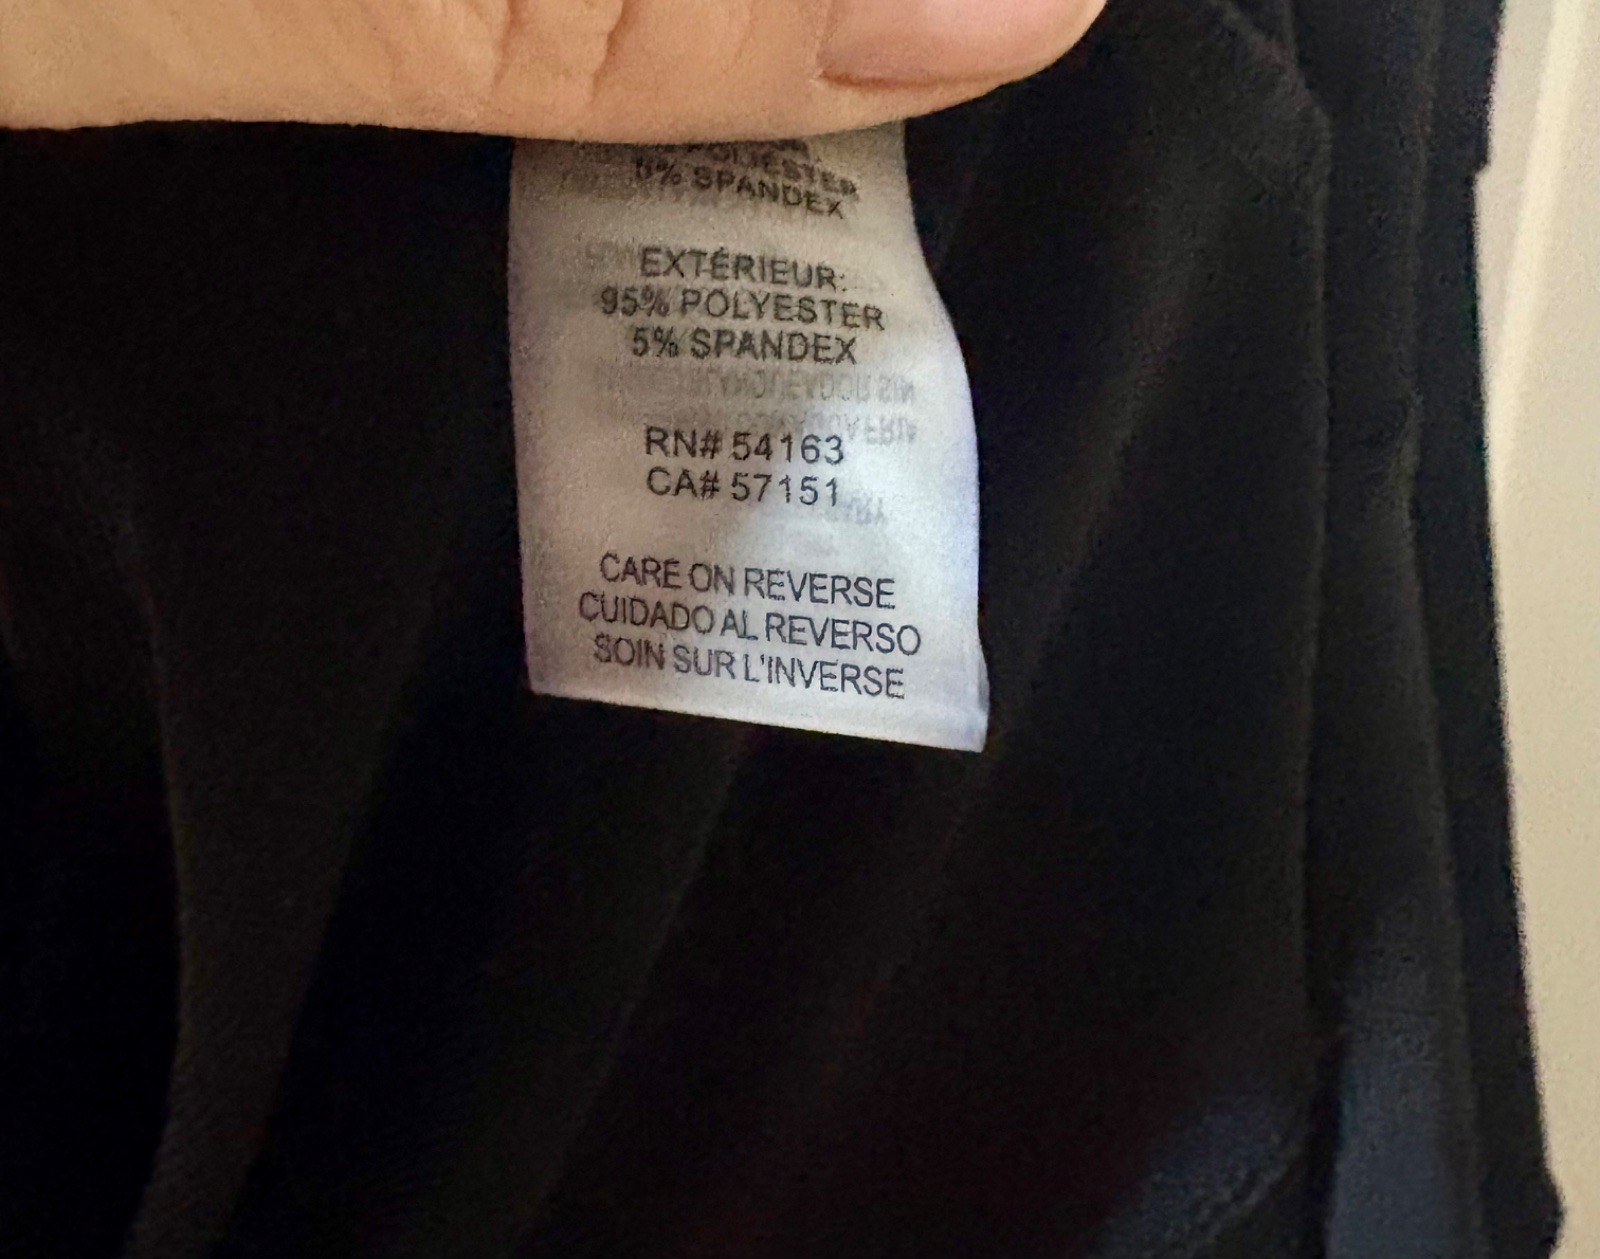 POLYESTER
5% SPANDEX
EXTÉRIEUR:
95% POLYESTER
5% SPANDEX
RN# 54163
CA# 57151
CARE ON REVERSE
CUIDADO AL REVERSO
SOIN SUR L'INVERSE